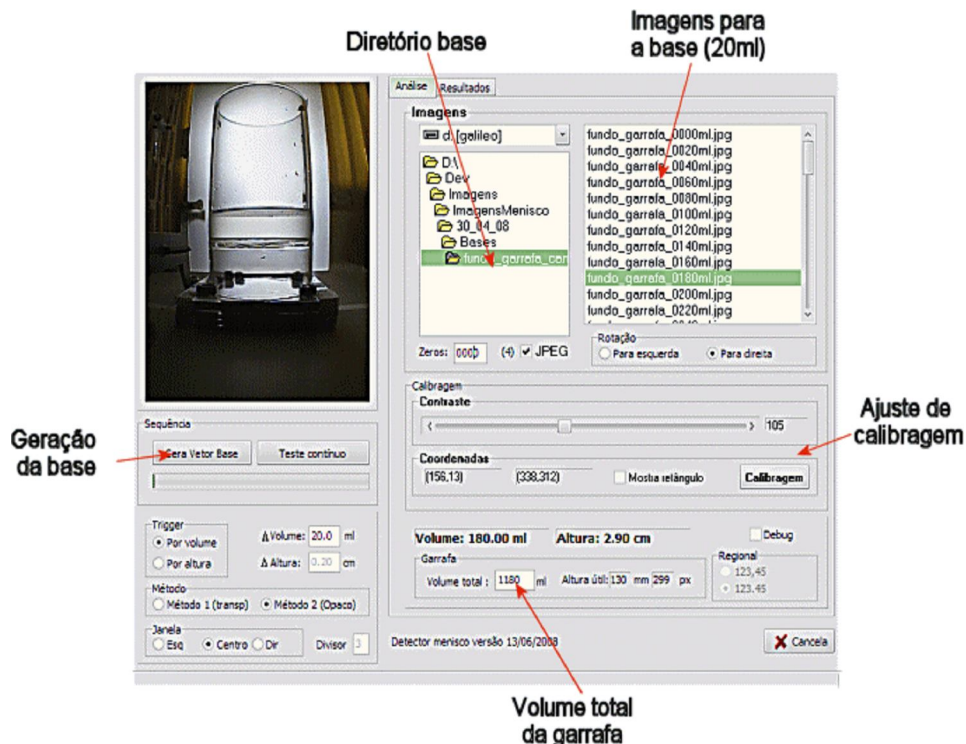 Diretório base
Imagens para
a base (20ml)
Análise
Resultados
Imagens
d: [galileo]
D:\
Dev
Imagens
ImagensMenisco
30_04_08
Bases
fundo_garrafa_can
fundo_garrafa_0000ml.jpg
fundo_garrafa_0020ml.jpg
fundo_garrafa_0040ml.jpg
fundo_garrafa_0060ml.jpg
fundo_garrafa_0080ml.jpg
fundo_garrafa_0100ml.jpg
fundo_garrafa_0120ml.jpg
fundo_garrafa_0140ml.jpg
fundo_garrafa_0160ml.jpg
fundo_garrafa_0180ml.jpg
fundo_garrafa_0200ml.jpg
fundo_garrafa_0220ml.jpg
Zeros:
(4)
JPEG
Rotação
Para esquerda
Para direita
Calibragem
Contraste
105
Coordenadas
(156,13)
(338,312)
Mostra retângulo
Calibragem
Ajuste de
calibragem
Geração
da base
Sequência
Gera Vetor Base
Teste contínuo
Trigger
Por volume
Por altura
Δ Volume: 20.0 ml
Δ Altura: 0.20 cm
Método
Método 1 (transp)
Método 2 (Opaco)
Janela
Esq
Centro
Dir
Divisor 3
Volume: 180.00 ml
Altura: 2.90 cm
Debug
Garrafa
Volume total : 1180 ml
Altura útil: 130 mm 299 px
Regional
123,45
123.45
Detector menisco versão 13/06/2008
Cancela
Volume total
da garrafa